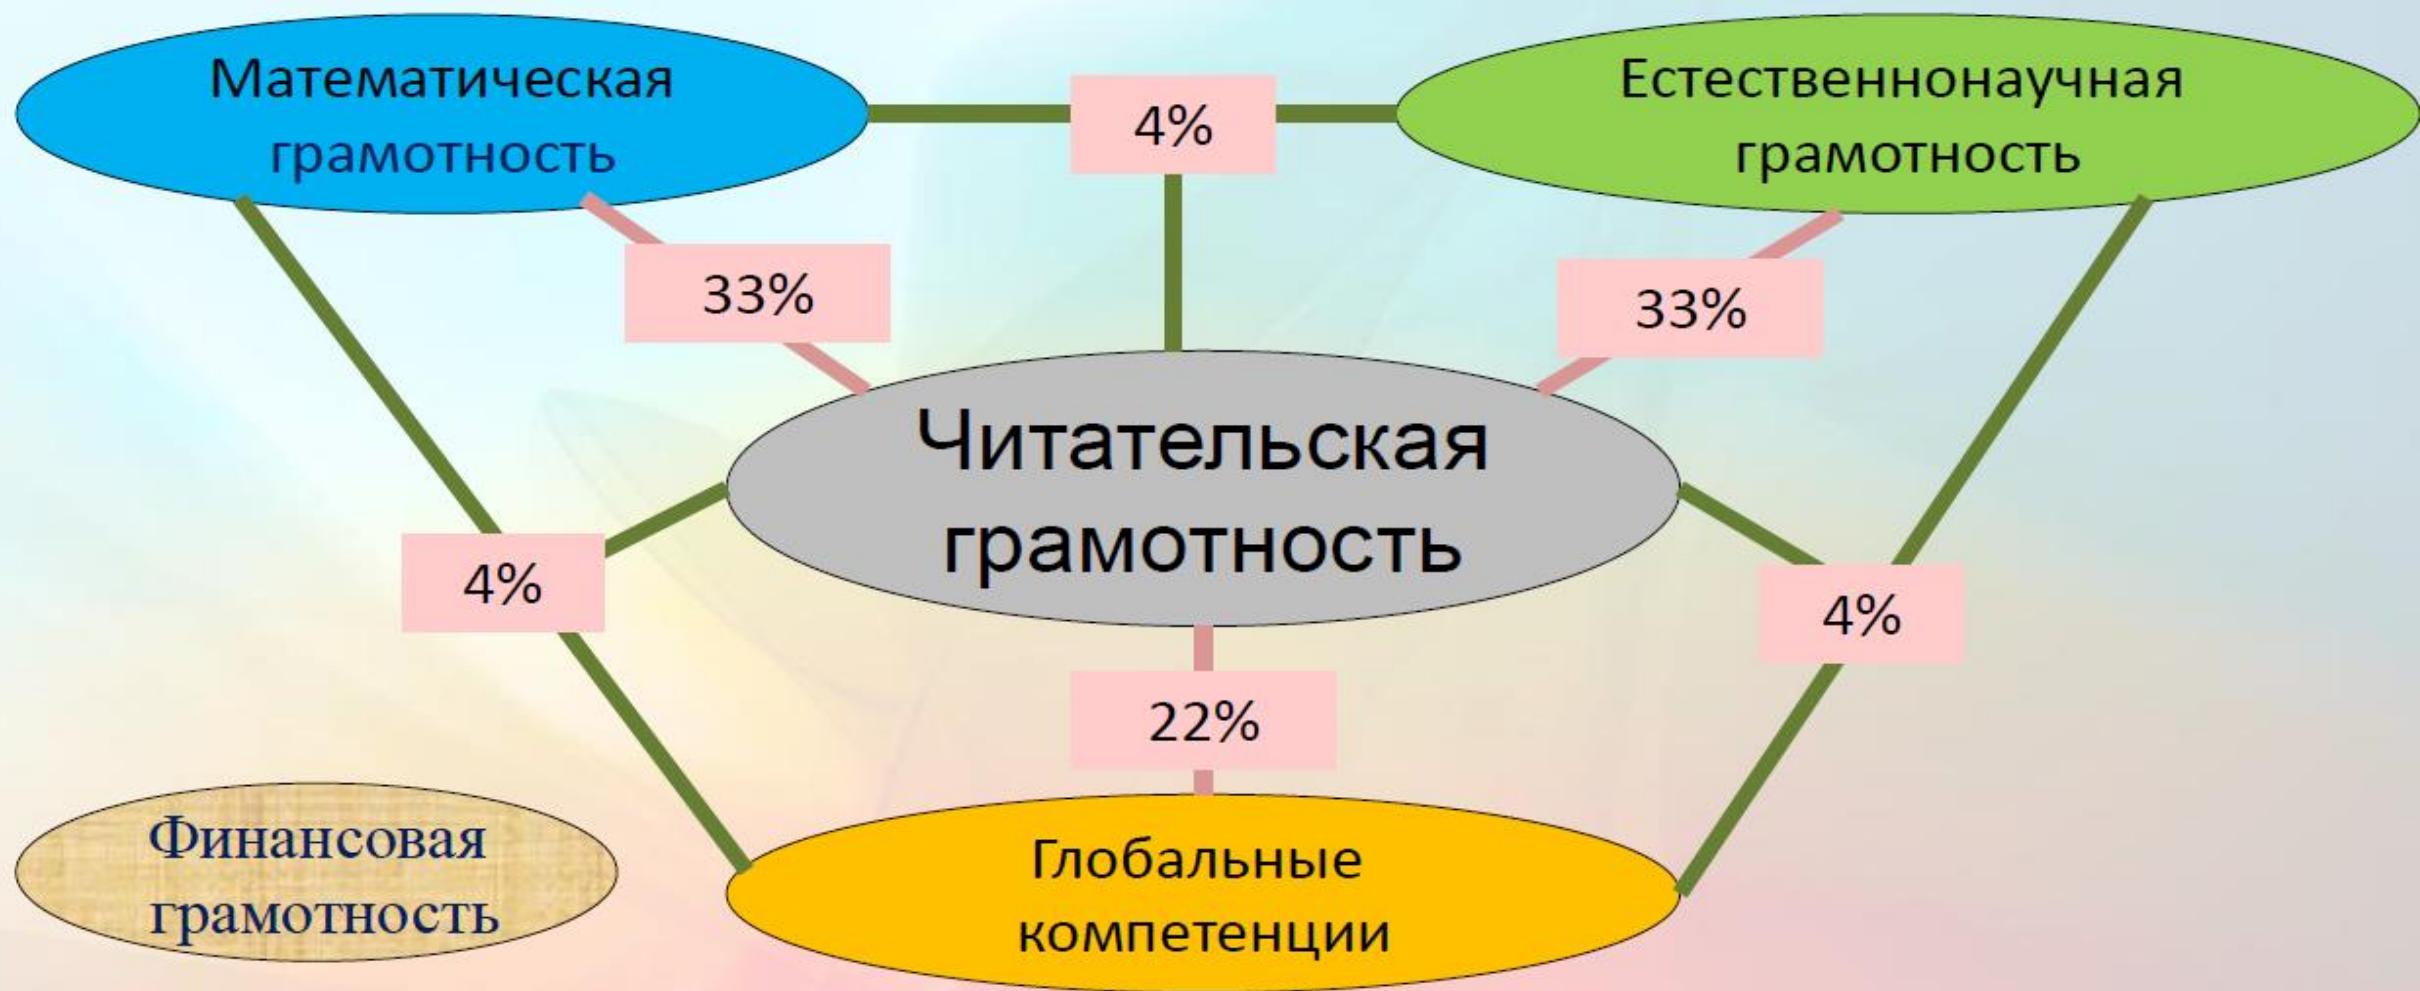 Математическая
грамотность
4%
Естественнонаучная
грамотность
33%
33%
Читательская
грамотность
4%
4%
22%
Финансовая
грамотность
Глобальные
компетенции